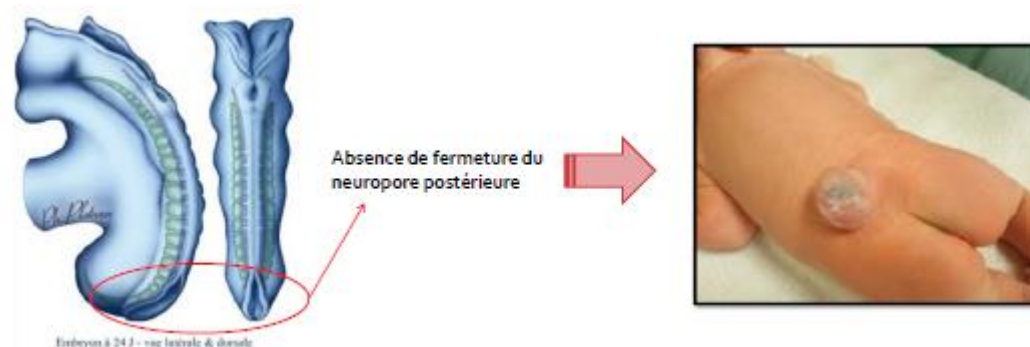 Absence de fermeture du
neuropore postérieure
Embryon à 24 J - vue latérale & dorsale